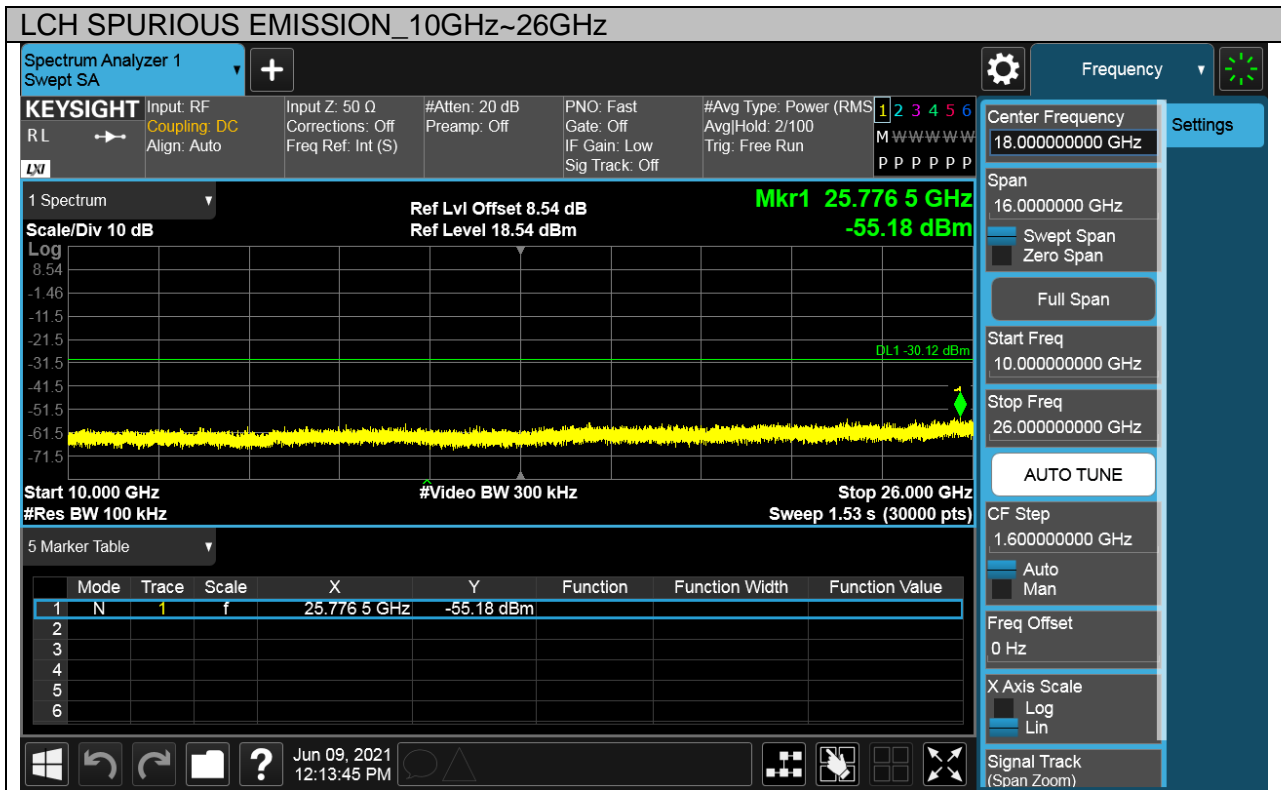 LCH SPURIOUS EMISSION_10GHz~26GHz
Spectrum Analyzer 1
Swept SA
+
Frequency
KEYSIGHT
RL
LXI
Input: RF
Coupling: DC
Align: Auto
Input Z: 50 Ω
Corrections: Off
Freq Ref: Int (S)
#Atten: 20 dB
Preamp: Off
PNO: Fast
Gate: Off
IF Gain: Low
Sig Track: Off
#Avg Type: Power (RMS
Avg|Hold: 2/100
Trig: Free Run
1 2 3 4 5 6
M W W W W W
P P P P P P
1 Spectrum
Scale/Div 10 dB
Ref Lvl Offset 8.54 dB
Ref Level 18.54 dBm
Mkr1 25.776 5 GHz
-55.18 dBm
Log
8.54
-1.46
-11.5
-21.5
-31.5
-41.5
-51.5
-61.5
-71.5
DL1 -30.12 dBm
1
Start 10.000 GHz
#Video BW 300 kHz
Stop 26.000 GHz
#Res BW 100 kHz
Sweep 1.53 s (30000 pts)
5 Marker Table
Mode Trace Scale X Y Function Function Width Function Value
1 N 1 f 25.776 5 GHz -55.18 dBm
2
3
4
5
6
?
Jun 09, 2021
12:13:45 PM
Center Frequency
18.000000000 GHz
Settings
Span
16.0000000 GHz
Swept Span
Zero Span
Full Span
Start Freq
10.000000000 GHz
Stop Freq
26.000000000 GHz
AUTO TUNE
CF Step
1.600000000 GHz
Auto
Man
Freq Offset
0 Hz
X Axis Scale
Log
Lin
Signal Track
(Span Zoom)